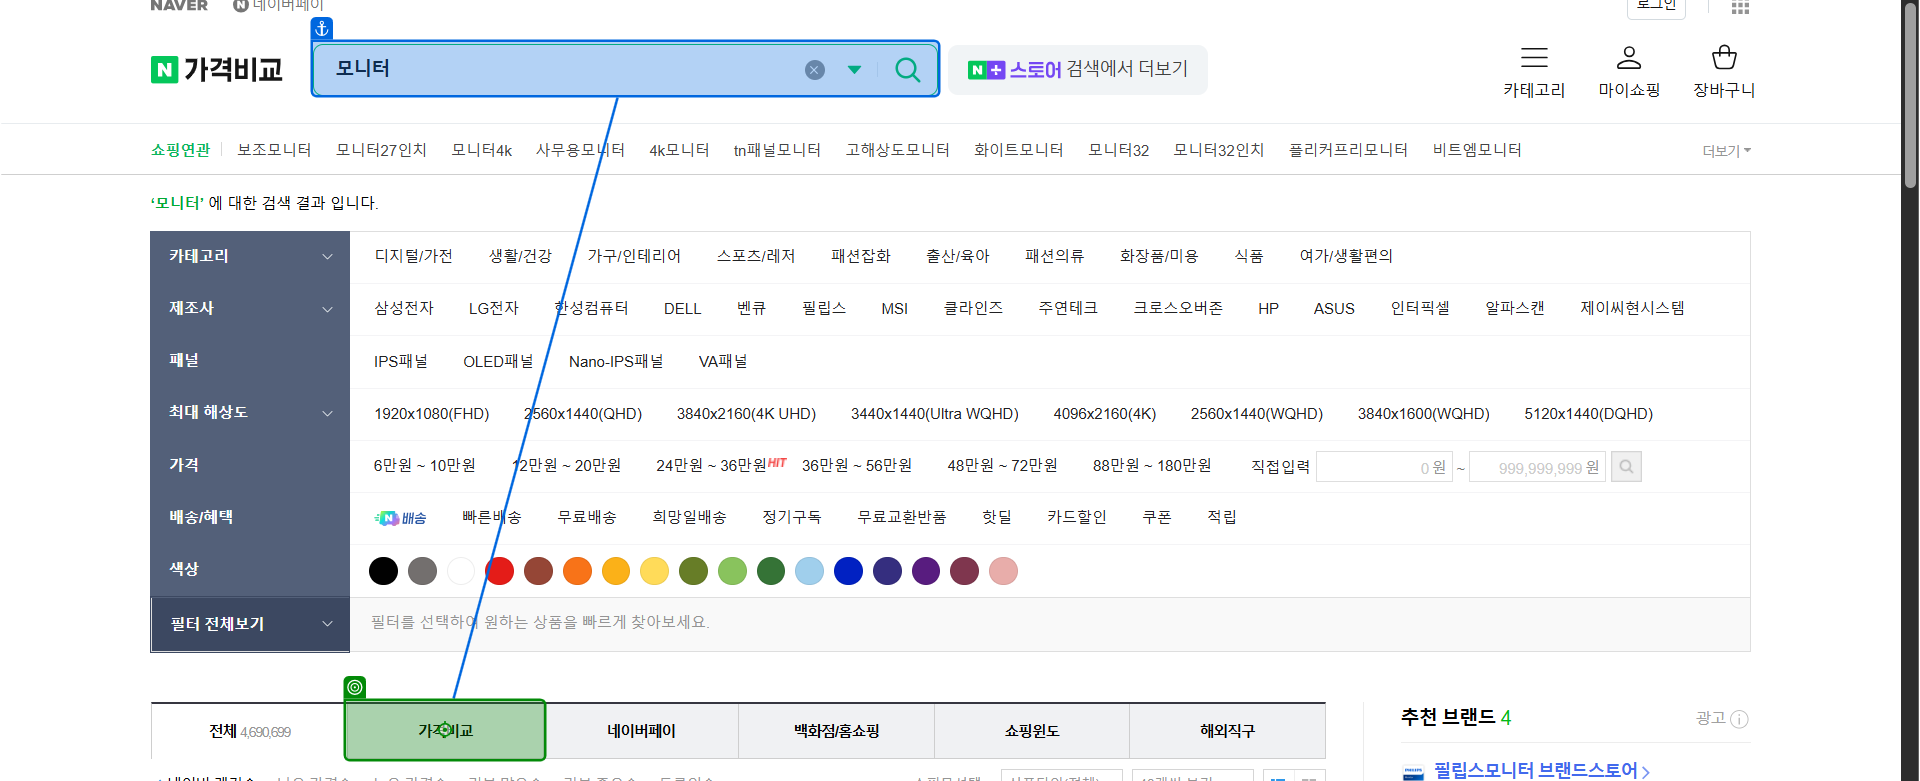 NAVER N 네이버페이 로그인
N 가격비교 모니터 N+ 스토어 검색에서 더보기 카테고리 마이쇼핑 장바구니
쇼핑연관 보조모니터 모니터27인치 모니터4k 사무용모니터 4k모니터 tn패널모니터 고해상도모니터 화이트모니터 모니터32 모니터32인치 플리커프리모니터 비트엠모니터 더보기
‘모니터’ 에 대한 검색 결과 입니다.
카테고리 디지털/가전 생활/건강 가구/인테리어 스포츠/레저 패션잡화 출산/육아 패션의류 화장품/미용 식품 여가/생활편의
제조사 삼성전자 LG전자 한성컴퓨터 DELL 벤큐 필립스 MSI 클라인즈 주연테크 크로스오버존 HP ASUS 인터픽셀 알파스캔 제이씨현시스템
패널 IPS패널 OLED패널 Nano-IPS패널 VA패널
최대 해상도 1920x1080(FHD) 2560x1440(QHD) 3840x2160(4K UHD) 3440x1440(Ultra WQHD) 4096x2160(4K) 2560x1440(WQHD) 3840x1600(WQHD) 5120x1440(DQHD)
가격 6만원 ~ 10만원 12만원 ~ 20만원 24만원 ~ 36만원 HIT 36만원 ~ 56만원 48만원 ~ 72만원 88만원 ~ 180만원 직접입력 0 원 ~ 999,999,999 원
배송/혜택 N 배송 빠른배송 무료배송 희망일배송 정기구독 무료교환반품 핫딜 카드할인 쿠폰 적립
색상
필터 전체보기 필터를 선택하여 원하는 상품을 빠르게 찾아보세요.
전체 4,690,699 가격비교 네이버페이 백화점/홈쇼핑 쇼핑윈도 해외직구
추천 브랜드 4 광고
필립스모니터 브랜드스토어